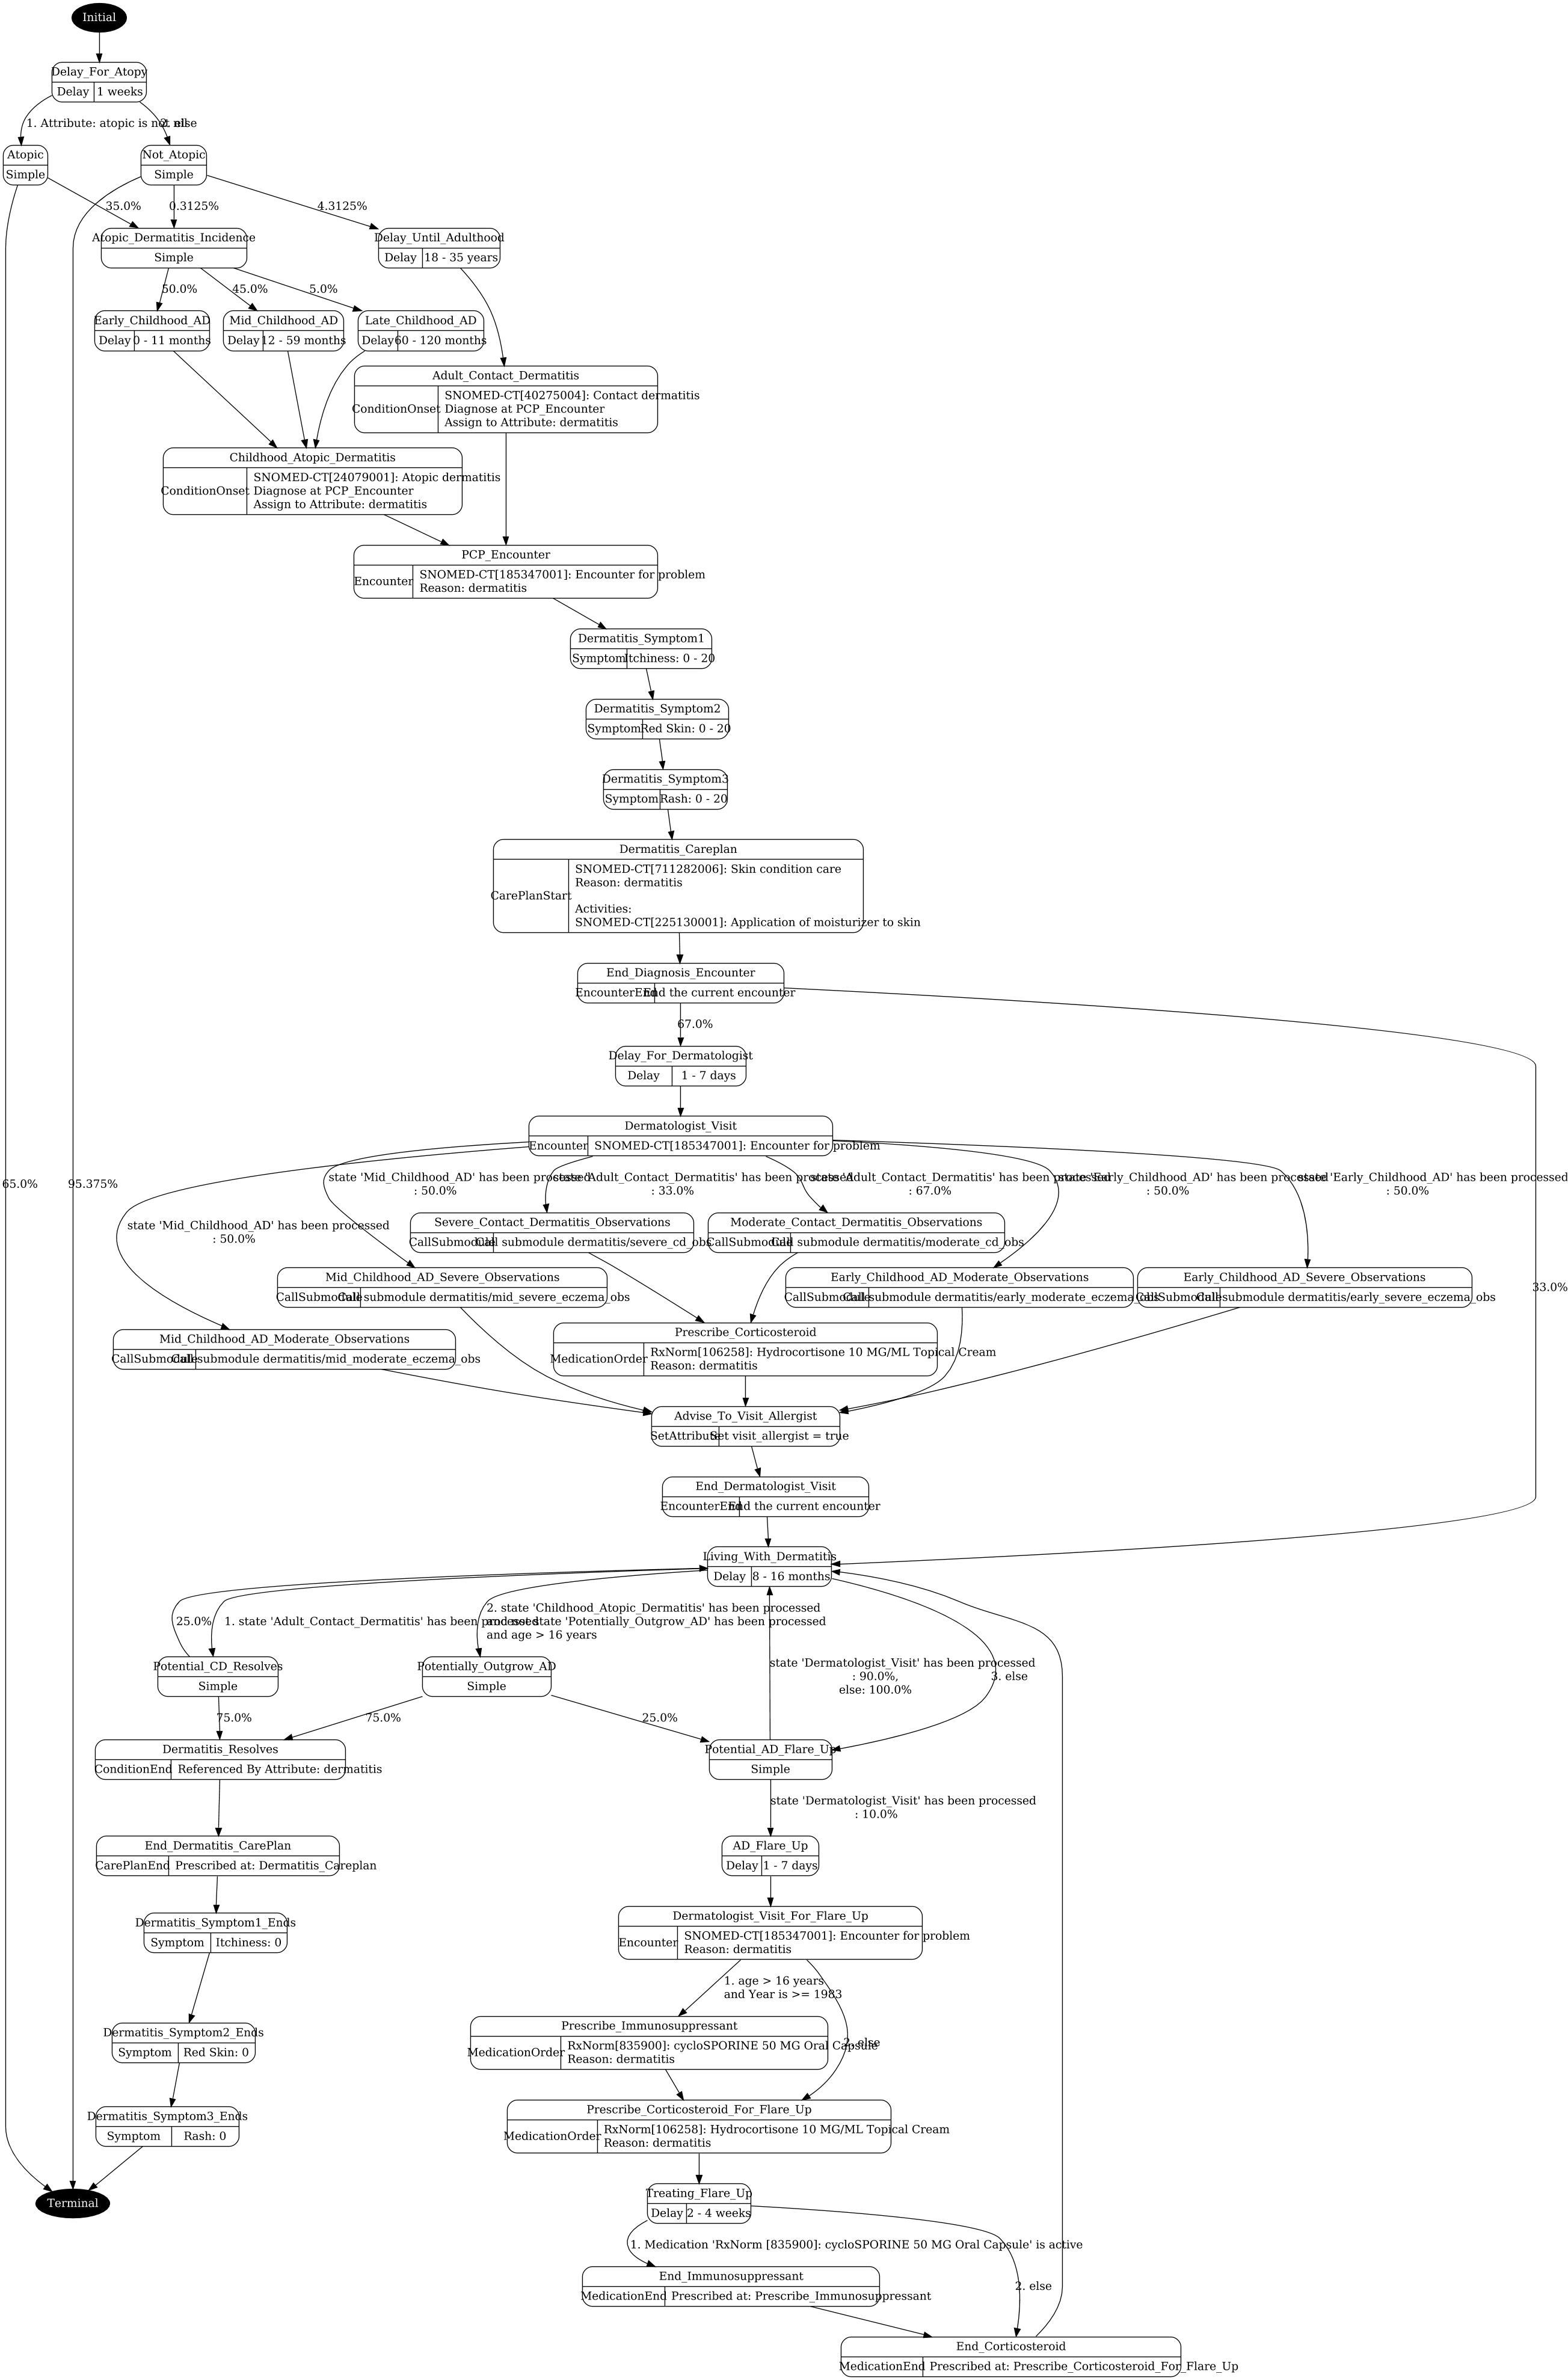 Initial
Delay_For_Atopy
Delay
1 weeks
1. Attribute: atopic is not nil
2. else
Atopic
Simple
Not_Atopic
Simple
35.0%
0.3125%
4.3125%
Atopic_Dermatitis_Incidence
Simple
Delay_Until_Adulthood
Delay
18 - 35 years
50.0%
45.0%
5.0%
Early_Childhood_AD
Delay
0 - 11 months
Mid_Childhood_AD
Delay
12 - 59 months
Late_Childhood_AD
Delay
60 - 120 months
Adult_Contact_Dermatitis
ConditionOnset
SNOMED-CT[40275004]: Contact dermatitis
Diagnose at PCP_Encounter
Assign to Attribute: dermatitis
Childhood_Atopic_Dermatitis
ConditionOnset
SNOMED-CT[24079001]: Atopic dermatitis
Diagnose at PCP_Encounter
Assign to Attribute: dermatitis
PCP_Encounter
Encounter
SNOMED-CT[185347001]: Encounter for problem
Reason: dermatitis
Dermatitis_Symptom1
Symptom
Itchiness: 0 - 20
Dermatitis_Symptom2
Symptom
Red Skin: 0 - 20
Dermatitis_Symptom3
Symptom
Rash: 0 - 20
Dermatitis_Careplan
CarePlanStart
SNOMED-CT[711282006]: Skin condition care
Reason: dermatitis
Activities:
SNOMED-CT[225130001]: Application of moisturizer to skin
End_Diagnosis_Encounter
EncounterEnd
End the current encounter
67.0%
Delay_For_Dermatologist
Delay
1 - 7 days
Dermatologist_Visit
Encounter
SNOMED-CT[185347001]: Encounter for problem
65.0%
95.375%
state 'Mid_Childhood_AD' has been processed
: 50.0%
state 'Adult_Contact_Dermatitis' has been processed
: 33.0%
state 'Adult_Contact_Dermatitis' has been processed
: 67.0%
state 'Early_Childhood_AD' has been processed
: 50.0%
state 'Early_Childhood_AD' has been processed
: 50.0%
state 'Mid_Childhood_AD' has been processed
: 50.0%
Severe_Contact_Dermatitis_Observations
CallSubmodule
Call submodule dermatitis/severe_cd_obs
Moderate_Contact_Dermatitis_Observations
CallSubmodule
Call submodule dermatitis/moderate_cd_obs
Mid_Childhood_AD_Severe_Observations
CallSubmodule
Call submodule dermatitis/mid_severe_eczema_obs
Early_Childhood_AD_Moderate_Observations
CallSubmodule
Call submodule dermatitis/early_moderate_eczema_obs
Early_Childhood_AD_Severe_Observations
CallSubmodule
Call submodule dermatitis/early_severe_eczema_obs
33.0%
Mid_Childhood_AD_Moderate_Observations
CallSubmodule
Call submodule dermatitis/mid_moderate_eczema_obs
Prescribe_Corticosteroid
MedicationOrder
RxNorm[106258]: Hydrocortisone 10 MG/ML Topical Cream
Reason: dermatitis
Advise_To_Visit_Allergist
SetAttribute
Set visit_allergist = true
End_Dermatologist_Visit
EncounterEnd
End the current encounter
Living_With_Dermatitis
Delay
8 - 16 months
25.0%
1. state 'Adult_Contact_Dermatitis' has been processed
2. state 'Childhood_Atopic_Dermatitis' has been processed
and not state 'Potentially_Outgrow_AD' has been processed
and age > 16 years
Potential_CD_Resolves
Simple
Potentially_Outgrow_AD
Simple
state 'Dermatologist_Visit' has been processed
: 90.0%,
else: 100.0%
3. else
75.0%
75.0%
25.0%
Dermatitis_Resolves
ConditionEnd
Referenced By Attribute: dermatitis
Potential_AD_Flare_Up
Simple
state 'Dermatologist_Visit' has been processed
: 10.0%
End_Dermatitis_CarePlan
CarePlanEnd
Prescribed at: Dermatitis_Careplan
AD_Flare_Up
Delay
1 - 7 days
Dermatitis_Symptom1_Ends
Symptom
Itchiness: 0
Dermatologist_Visit_For_Flare_Up
Encounter
SNOMED-CT[185347001]: Encounter for problem
Reason: dermatitis
1. age > 16 years
and Year is >= 1983
2. else
Dermatitis_Symptom2_Ends
Symptom
Red Skin: 0
Prescribe_Immunosuppressant
MedicationOrder
RxNorm[835900]: cycloSPORINE 50 MG Oral Capsule
Reason: dermatitis
Dermatitis_Symptom3_Ends
Symptom
Rash: 0
Prescribe_Corticosteroid_For_Flare_Up
MedicationOrder
RxNorm[106258]: Hydrocortisone 10 MG/ML Topical Cream
Reason: dermatitis
Terminal
Treating_Flare_Up
Delay
2 - 4 weeks
1. Medication 'RxNorm [835900]: cycloSPORINE 50 MG Oral Capsule' is active
2. else
End_Immunosuppressant
MedicationEnd
Prescribed at: Prescribe_Immunosuppressant
End_Corticosteroid
MedicationEnd
Prescribed at: Prescribe_Corticosteroid_For_Flare_Up